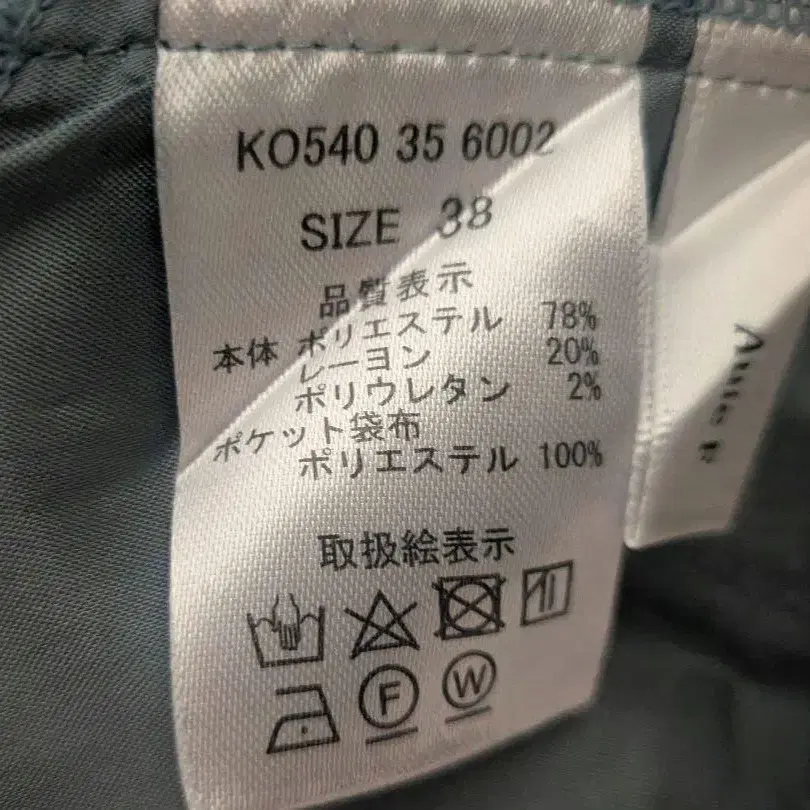 KO540 35 6002
SIZE 38
品質表示
本体 ポリエステル 78%
レーヨン 20%
ポリウレタン 2%
ポケット袋布
ポリエステル 100%
取扱絵表示
F
W